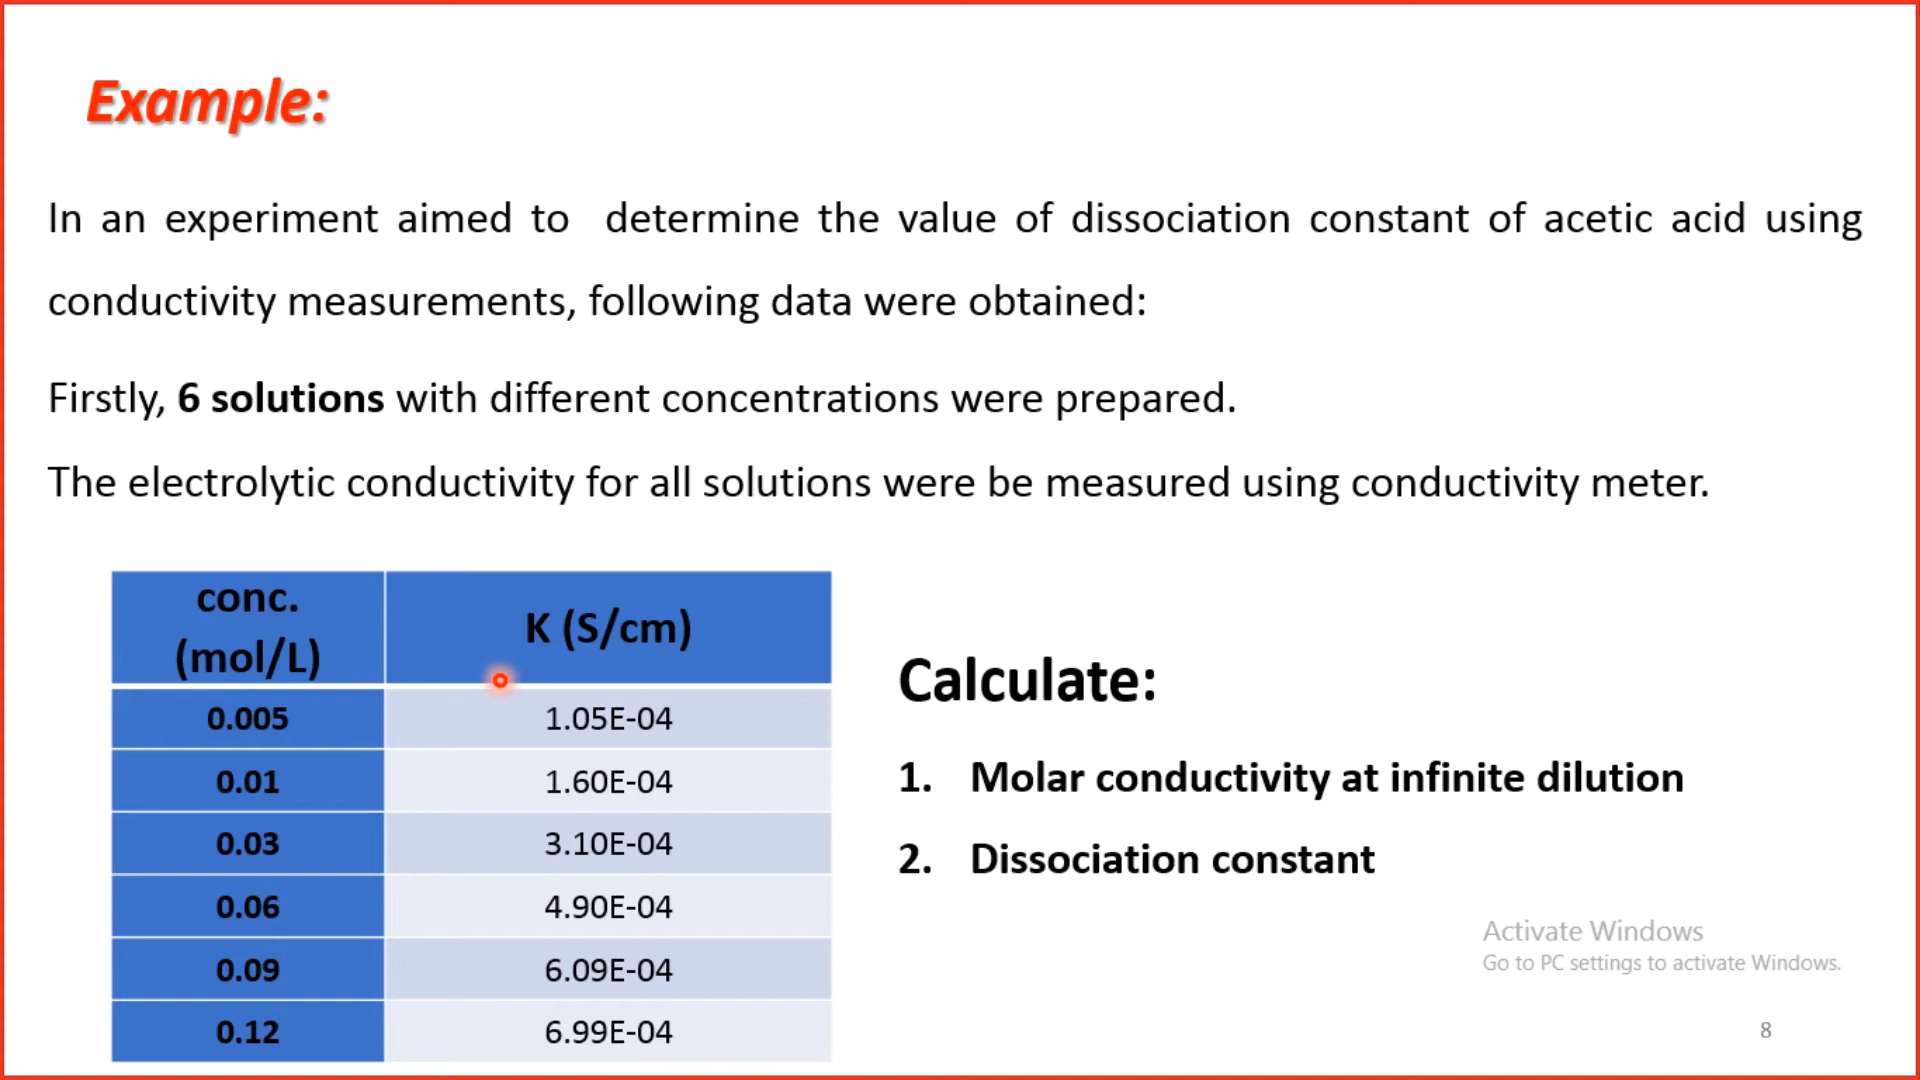 Example:
In an experiment aimed to determine the value of dissociation constant of acetic acid using
conductivity measurements, following data were obtained:
Firstly, 6 solutions with different concentrations were prepared.
The electrolytic conductivity for all solutions were be measured using conductivity meter.
conc. (mol/L) K (S/cm)
0.005 1.05E-04
0.01 1.60E-04
0.03 3.10E-04
0.06 4.90E-04
0.09 6.09E-04
0.12 6.99E-04
Calculate:
1. Molar conductivity at infinite dilution
2. Dissociation constant
Activate Windows
Go to PC settings to activate Windows.
8